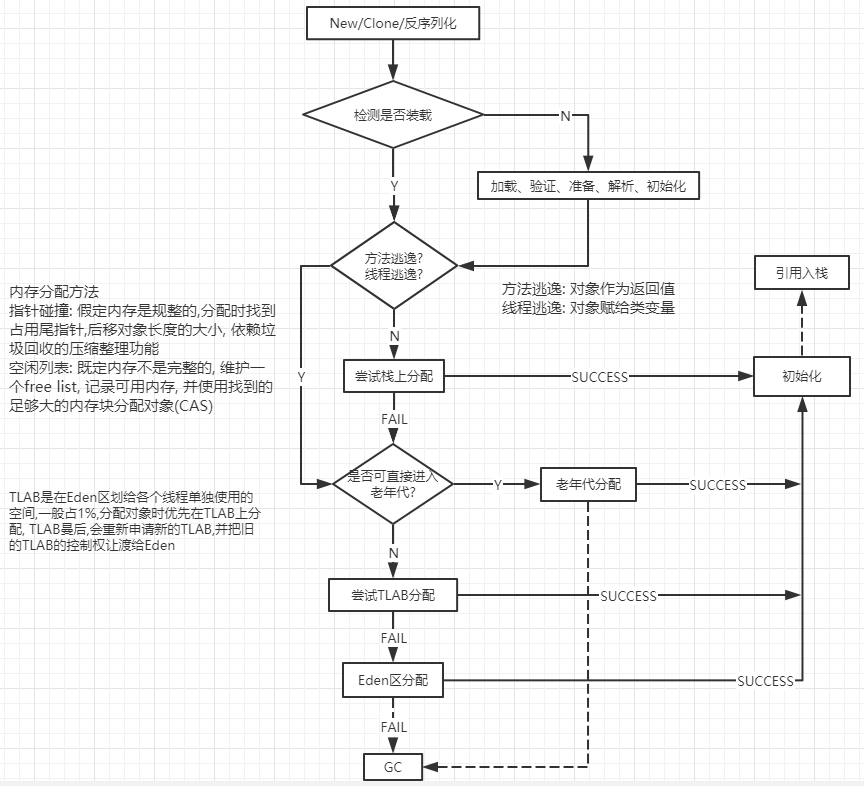 New/Clone/反序列化
检测是否装载
N
Y
加载、验证、准备、解析、初始化
方法逃逸?
线程逃逸?
方法逃逸: 对象作为返回值
线程逃逸: 对象赋给类变量
引用入栈
内存分配方法
指针碰撞: 假定内存是规整的,分配时找到
占用尾指针,后移对象长度的大小, 依赖垃
圾回收的压缩整理功能
空闲列表: 既定内存不是完整的, 维护一
个free list, 记录可用内存, 并使用找到的
足够大的内存块分配对象(CAS)
N
Y
尝试栈上分配
SUCCESS
初始化
FAIL
是否可直接进入
老年代?
Y
老年代分配
SUCCESS
TLAB是在Eden区划给各个线程单独使用的
空间,一般占1%,分配对象时优先在TLAB上分
配, TLAB曼后,会重新申请新的TLAB,并把旧
的TLAB的控制权让渡给Eden
N
尝试TLAB分配
SUCCESS
FAIL
Eden区分配
SUCCESS
FAIL
GC